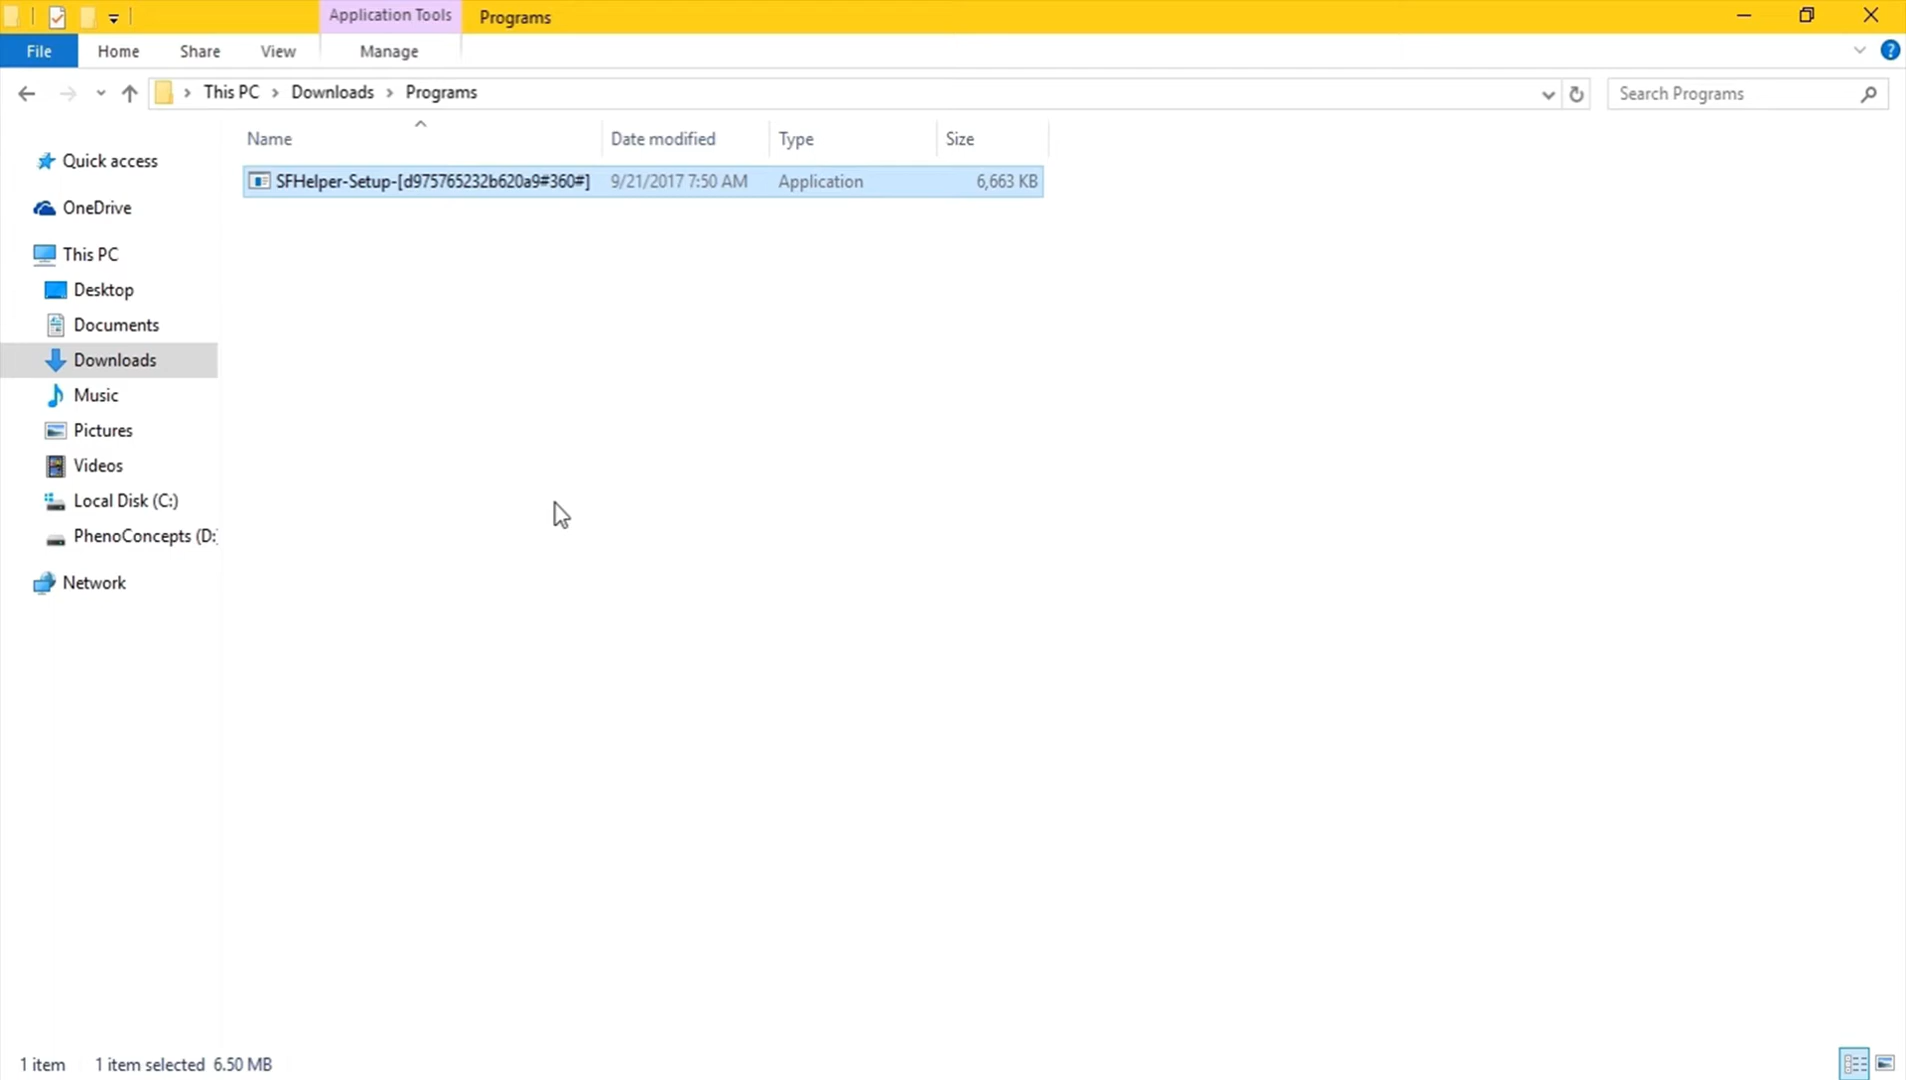 Application Tools
Programs
File
Home
Share
View
Manage
This PC
Downloads
Programs
Search Programs
Name
Date modified
Type
Size
SFHelper-Setup-[d975765232b620a9#360#]
9/21/2017 7:50 AM
Application
6,663 KB
Quick access
OneDrive
This PC
Desktop
Documents
Downloads
Music
Pictures
Videos
Local Disk (C:)
PhenoConcepts (D:
Network
1 item
1 item selected 6.50 MB